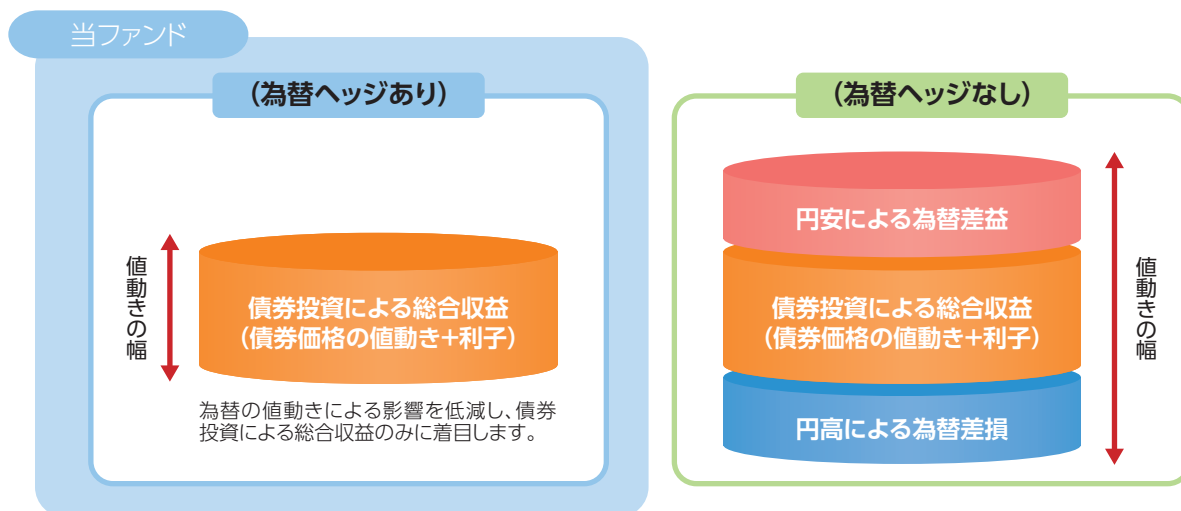 当ファンド
（為替ヘッジあり）
値動きの幅
債券投資による総合収益
（債券価格の値動き+利子）
為替の値動きによる影響を低減し、債券
投資による総合収益のみに着目します。
（為替ヘッジなし）
円安による為替差益
債券投資による総合収益
（債券価格の値動き+利子）
円高による為替差損
値動きの幅